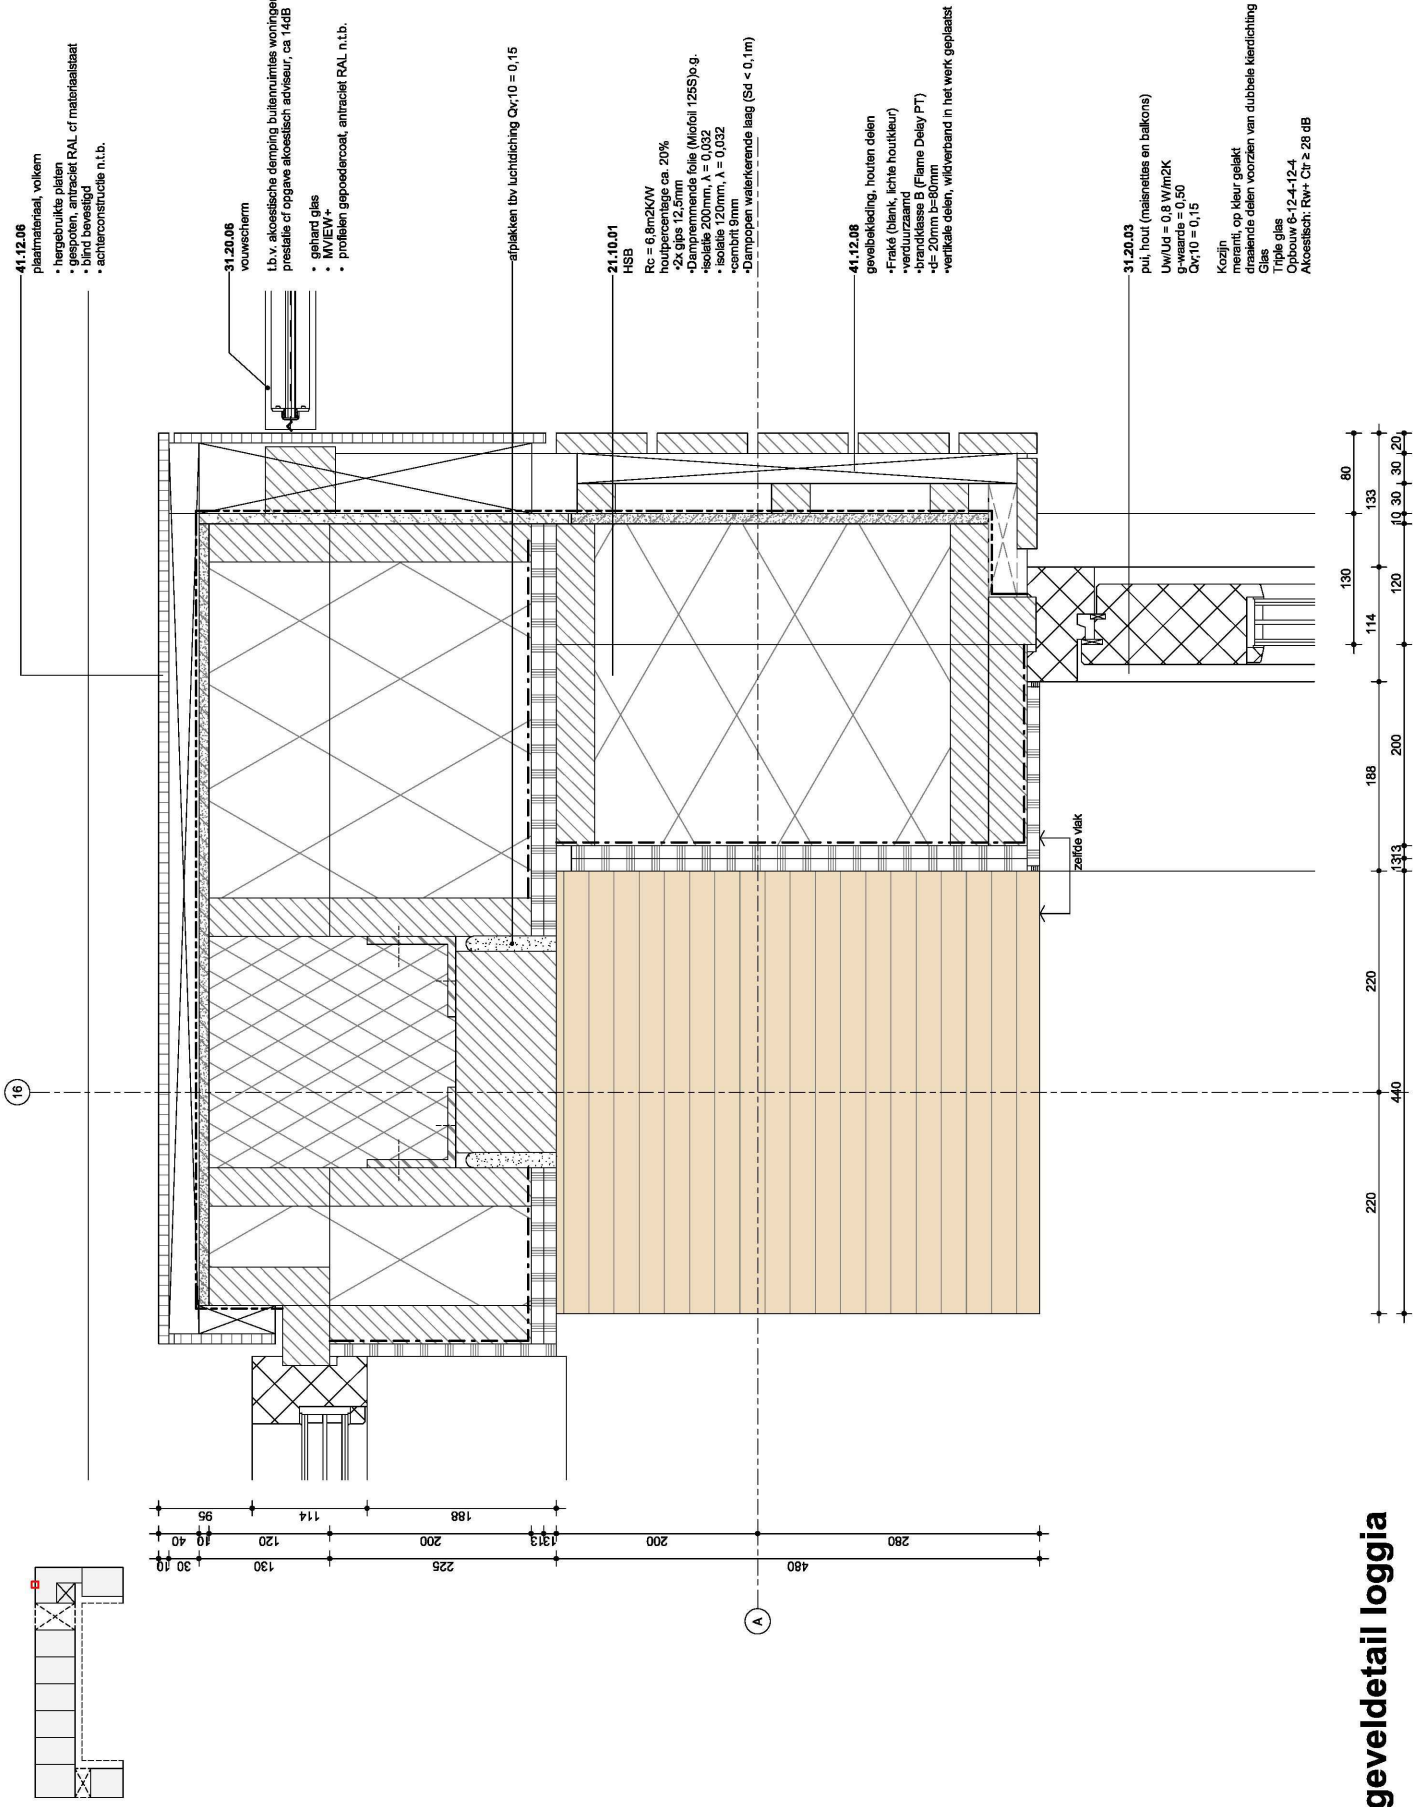 41.12.06
plaatmateriaal, volkern
• hergebuikte platen
• gespoten, antraciet RAL cf materiaalstaat
• blind bevestigd
• achterconstructie n.t.b.
31.20.06
vouwscherm
t.b.v. akoestische demping buitenruimtes woningen
prestatie of opgave akoestisch adviseur, ca 14dB
• gehard glas
• MVIEW+
• profielen gepoedercoat, antraciet RAL n.t.b.
afplakken tbv luchtdichting Qv;10 = 0,15
21.10.01
HSB
Rc = 6,8m2K/W
houtpercentage ca. 20%
•2x gips 12,5mm
•Dampremmende folie (Miofoil 125S)o.g.
•isolatie 200mm, λ = 0,032
• isolatie 120mm, λ = 0,032
•cembrit 9mm
•Dampopen waterkerende laag (Sd < 0,1m)
41.12.08
gevelbekleding, houten delen
•Fraké (blank, lichte houtkleur)
•verduurzaamd
•brandklasse B (Flame Delay PT)
•d= 20mm b=80mm
•vertikale delen, wildverband in het werk geplaatst
31.20.03
pui, hout (maisnettes en balkons)
Uw/Ud = 0,8 W/m2K
g-waarde = 0,50
Qv;10 = 0,15
Kozijn
meranti, op kleur gelakt
draaiende delen voorzien van dubbele kierdichting
Glas
Triple glas
Opbouw 6-12-4-12-4
Akoestisch: Rw+ Ctr ≥ 28 dB
16
A
zelfde vlak
80
130
133
114
188
220
220
20
30
30
10
120
200
1313
440
95
114
188
40
10
120
200
1313
200
280
10
30
130
225
480
geveldetail loggia